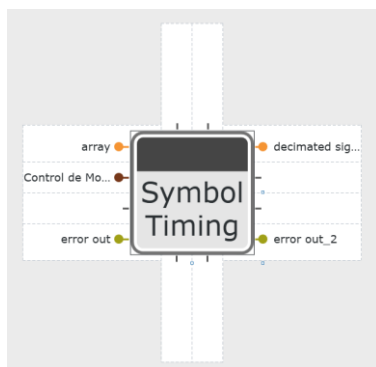 array
decimated sig...
Control de Mo...
Symbol
Timing
error out
error out_2